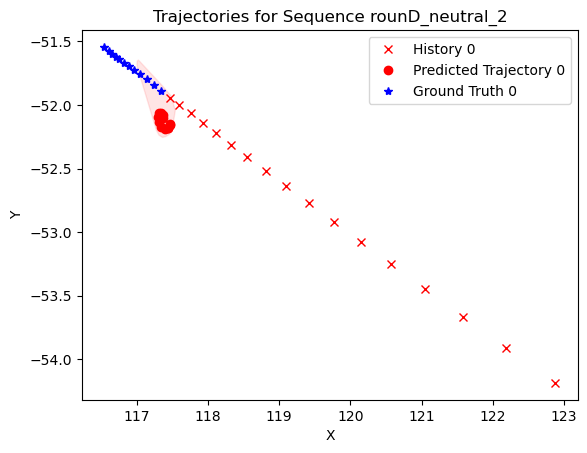 Trajectories for Sequence rounD_neutral_2
History 0
Predicted Trajectory 0
Ground Truth 0
−51.5
−52.0
−52.5
−53.0
−53.5
−54.0
Y
117
118
119
120
121
122
123
X